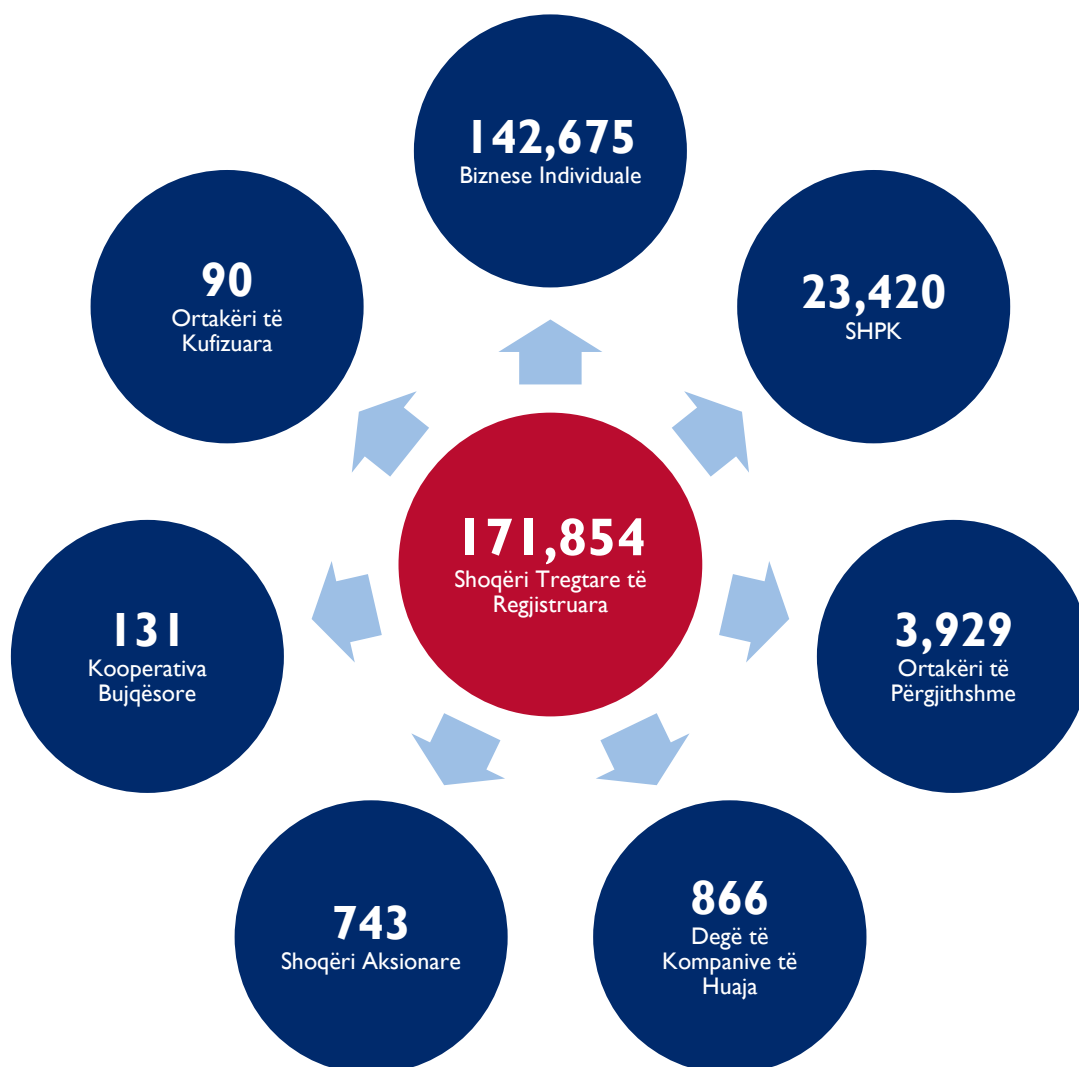 142,675
Biznese Individuale
23,420
SHPK
3,929
Ortakëri të
Përgjithshme
866
Degë të
Kompanive të
Huaja
743
Shoqëri Aksionare
131
Kooperativa
Bujqësore
90
Ortakëri të
Kufizuara
171,854
Shoqëri Tregtare të
Regjistruara